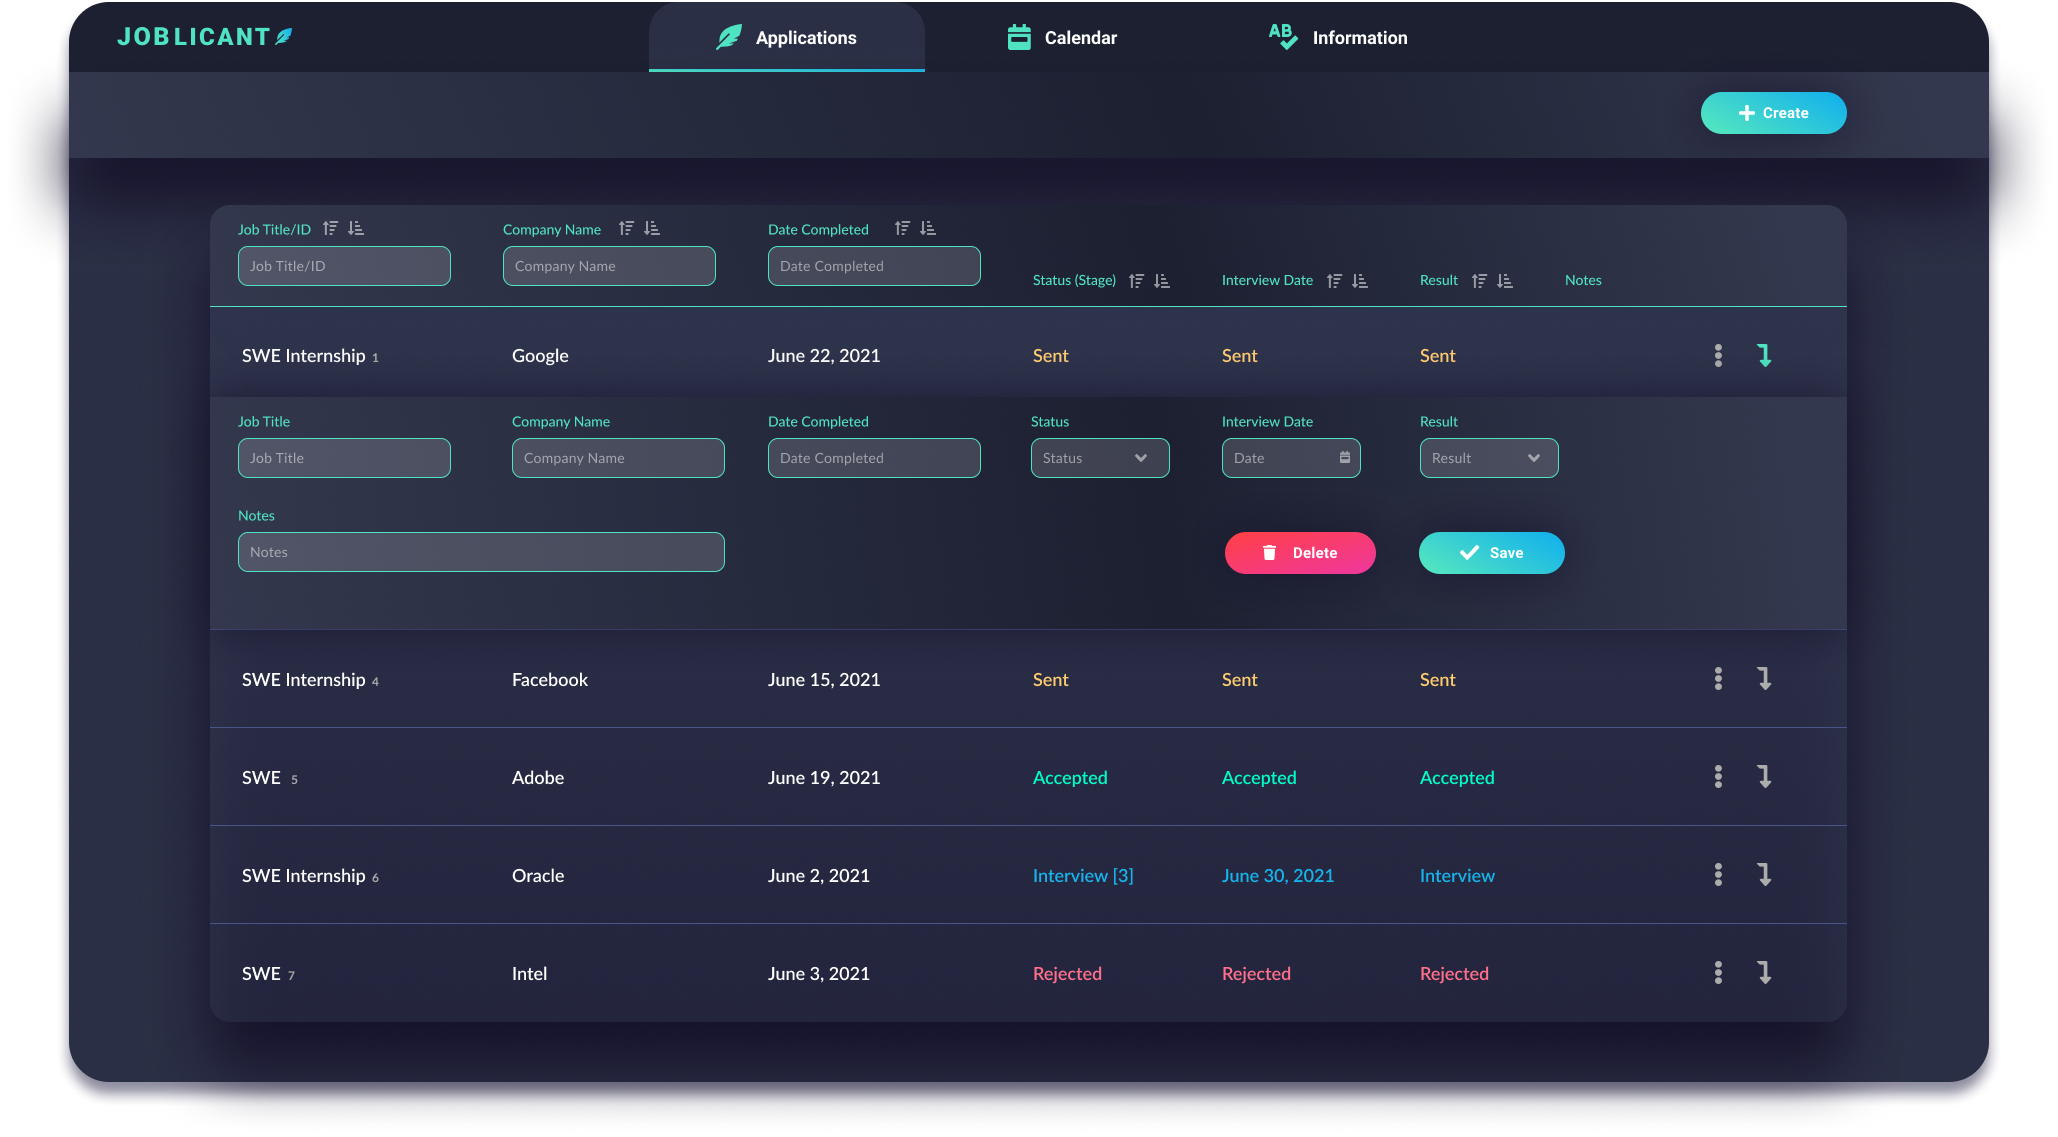 JOBLICANT
Applications
Calendar
AB
Information
Create
Job Title/ID
Company Name
Date Completed
Job Title/ID
Company Name
Date Completed
Status (Stage)
Interview Date
Result
Notes
SWE Internship 1
Google
June 22, 2021
Sent
Sent
Sent
Job Title
Company Name
Date Completed
Status
Interview Date
Result
Job Title
Company Name
Date Completed
Status
Date
Result
Notes
Notes
Delete
Save
SWE Internship 4
Facebook
June 15, 2021
Sent
Sent
Sent
SWE 5
Adobe
June 19, 2021
Accepted
Accepted
Accepted
SWE Internship 6
Oracle
June 2, 2021
Interview [3]
June 30, 2021
Interview
SWE 7
Intel
June 3, 2021
Rejected
Rejected
Rejected